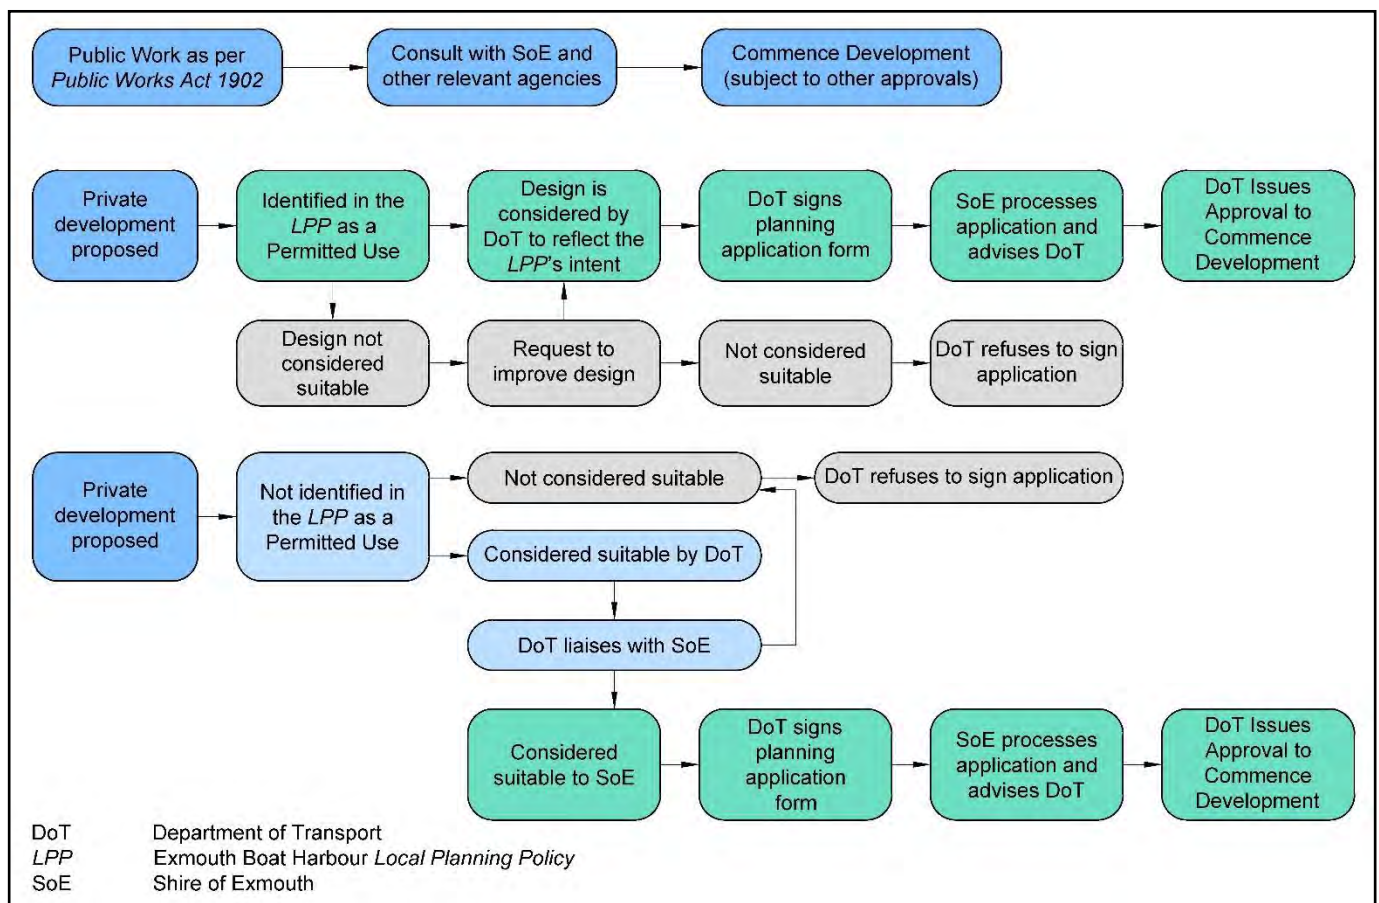 Public Work as per
Public Works Act 1902
Consult with SoE and
other relevant agencies
Commence Development
(subject to other approvals)
Private
development
proposed
Identified in the
LPP as a
Permitted Use
Design is
considered by
DoT to reflect the
LPP's intent
DoT signs
planning
application form
SoE processes
application and
advises DoT
DoT Issues
Approval to
Commence
Development
Design not
considered
suitable
Request to
improve design
Not considered
suitable
DoT refuses to sign
application
Private
development
proposed
Not identified in
the LPP as a
Permitted Use
Not considered suitable
DoT refuses to sign application
Considered suitable by DoT
DoT liaises with SoE
Considered
suitable to SoE
DoT signs
planning
application
form
SoE processes
application and
advises DoT
DoT Issues
Approval to
Commence
Development
DoT Department of Transport
LPP Exmouth Boat Harbour Local Planning Policy
SoE Shire of Exmouth